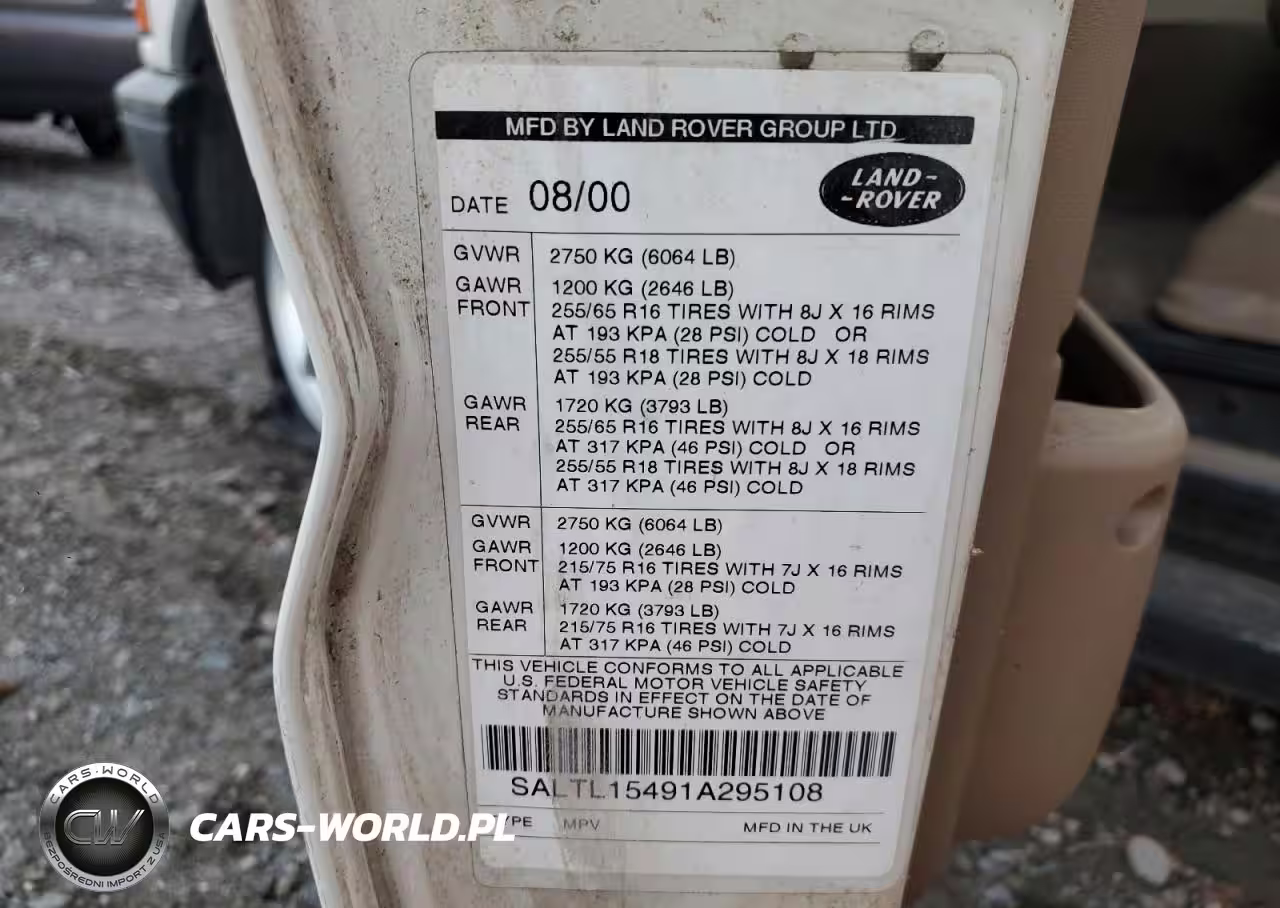 MFD BY LAND ROVER GROUP LTD
DATE 08/00
LAND-
-ROVER
GVWR 2750 KG (6064 LB)
GAWR 1200 KG (2646 LB)
FRONT 255/65 R16 TIRES WITH 8J X 16 RIMS
AT 193 KPA (28 PSI) COLD OR
255/55 R18 TIRES WITH 8J X 18 RIMS
AT 193 KPA (28 PSI) COLD
GAWR 1720 KG (3793 LB)
REAR 255/65 R16 TIRES WITH 8J X 16 RIMS
AT 317 KPA (46 PSI) COLD OR
255/55 R18 TIRES WITH 8J X 18 RIMS
AT 317 KPA (46 PSI) COLD
GVWR 2750 KG (6064 LB)
GAWR 1200 KG (2646 LB)
FRONT 215/75 R16 TIRES WITH 7J X 16 RIMS
AT 193 KPA (28 PSI) COLD
GAWR 1720 KG (3793 LB)
REAR 215/75 R16 TIRES WITH 7J X 16 RIMS
AT 317 KPA (46 PSI) COLD
THIS VEHICLE CONFORMS TO ALL APPLICABLE
U.S. FEDERAL MOTOR VEHICLE SAFETY
STANDARDS IN EFFECT ON THE DATE OF
MANUFACTURE SHOWN ABOVE
SALTL15491A295108
MPV MFD IN THE UK
CARS-WORLD
CW
BEZPOŚREDNI IMPORT Z USA
CARS-WORLD.PL